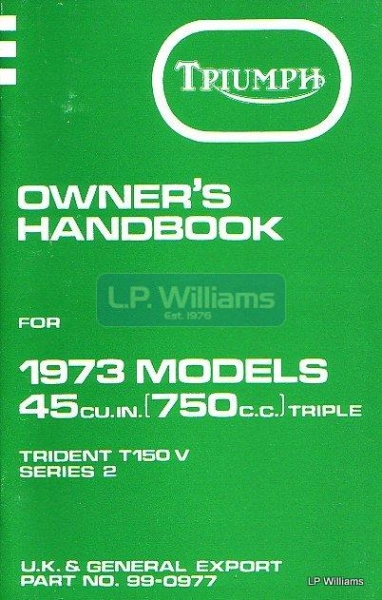 TRIUMPH
OWNER'S
HANDBOOK
L.P. Williams
Est. 1976
FOR
1973 MODELS
45 CU.IN. [750 C.C.] TRIPLE
TRIDENT T150 V
SERIES 2
U.K. & GENERAL EXPORT
PART NO. 99-0977
LP Williams